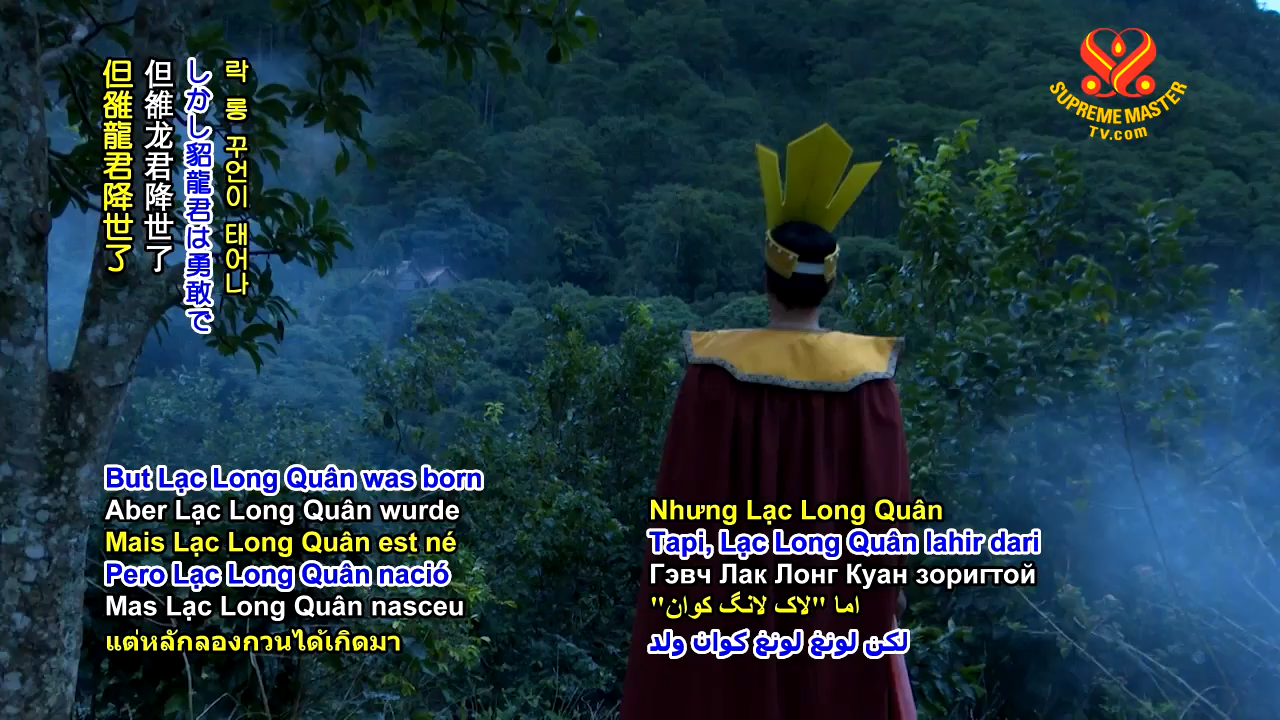 但雒龍君降世了
但雒龙君降世了
しかし貉龍君は勇敢で
락 롱 꾸언이 태어나
SUPREME MASTER
TV.com
But Lạc Long Quân was born
Aber Lạc Long Quân wurde
Mais Lạc Long Quân est né
Pero Lạc Long Quân nació
Mas Lạc Long Quân nasceu
แต่หลักลองกวนได้เกิดมา
Nhưng Lạc Long Quân
Tapi, Lạc Long Quân lahir dari
Гэвч Лак Лонг Куан зоригтой
اما "لاک لانگ کوان"
لكن لونغ لونغ كوان ولد